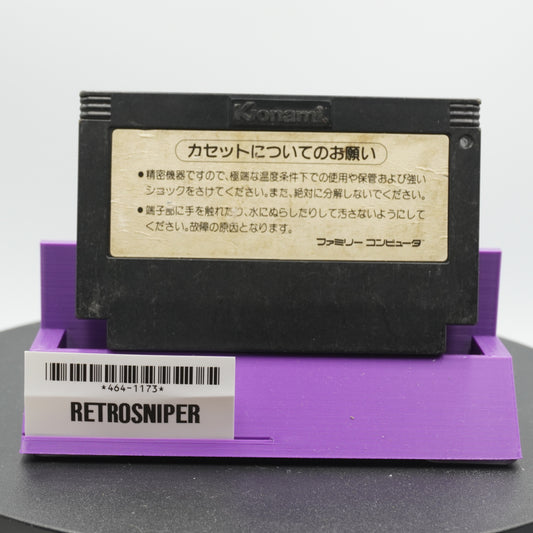 Konami
カセットについてのお願い
●精密機器ですので、極端な温度条件下での使用や保管および強い
ショックをさけてください。また、絶対に分解しないでください。
●端子部に手を触れたり、水にぬらしたりして汚さないようにして
ください。故障の原因となります。
ファミリー コンピュータ
*464-1173*
RETROSNIPER